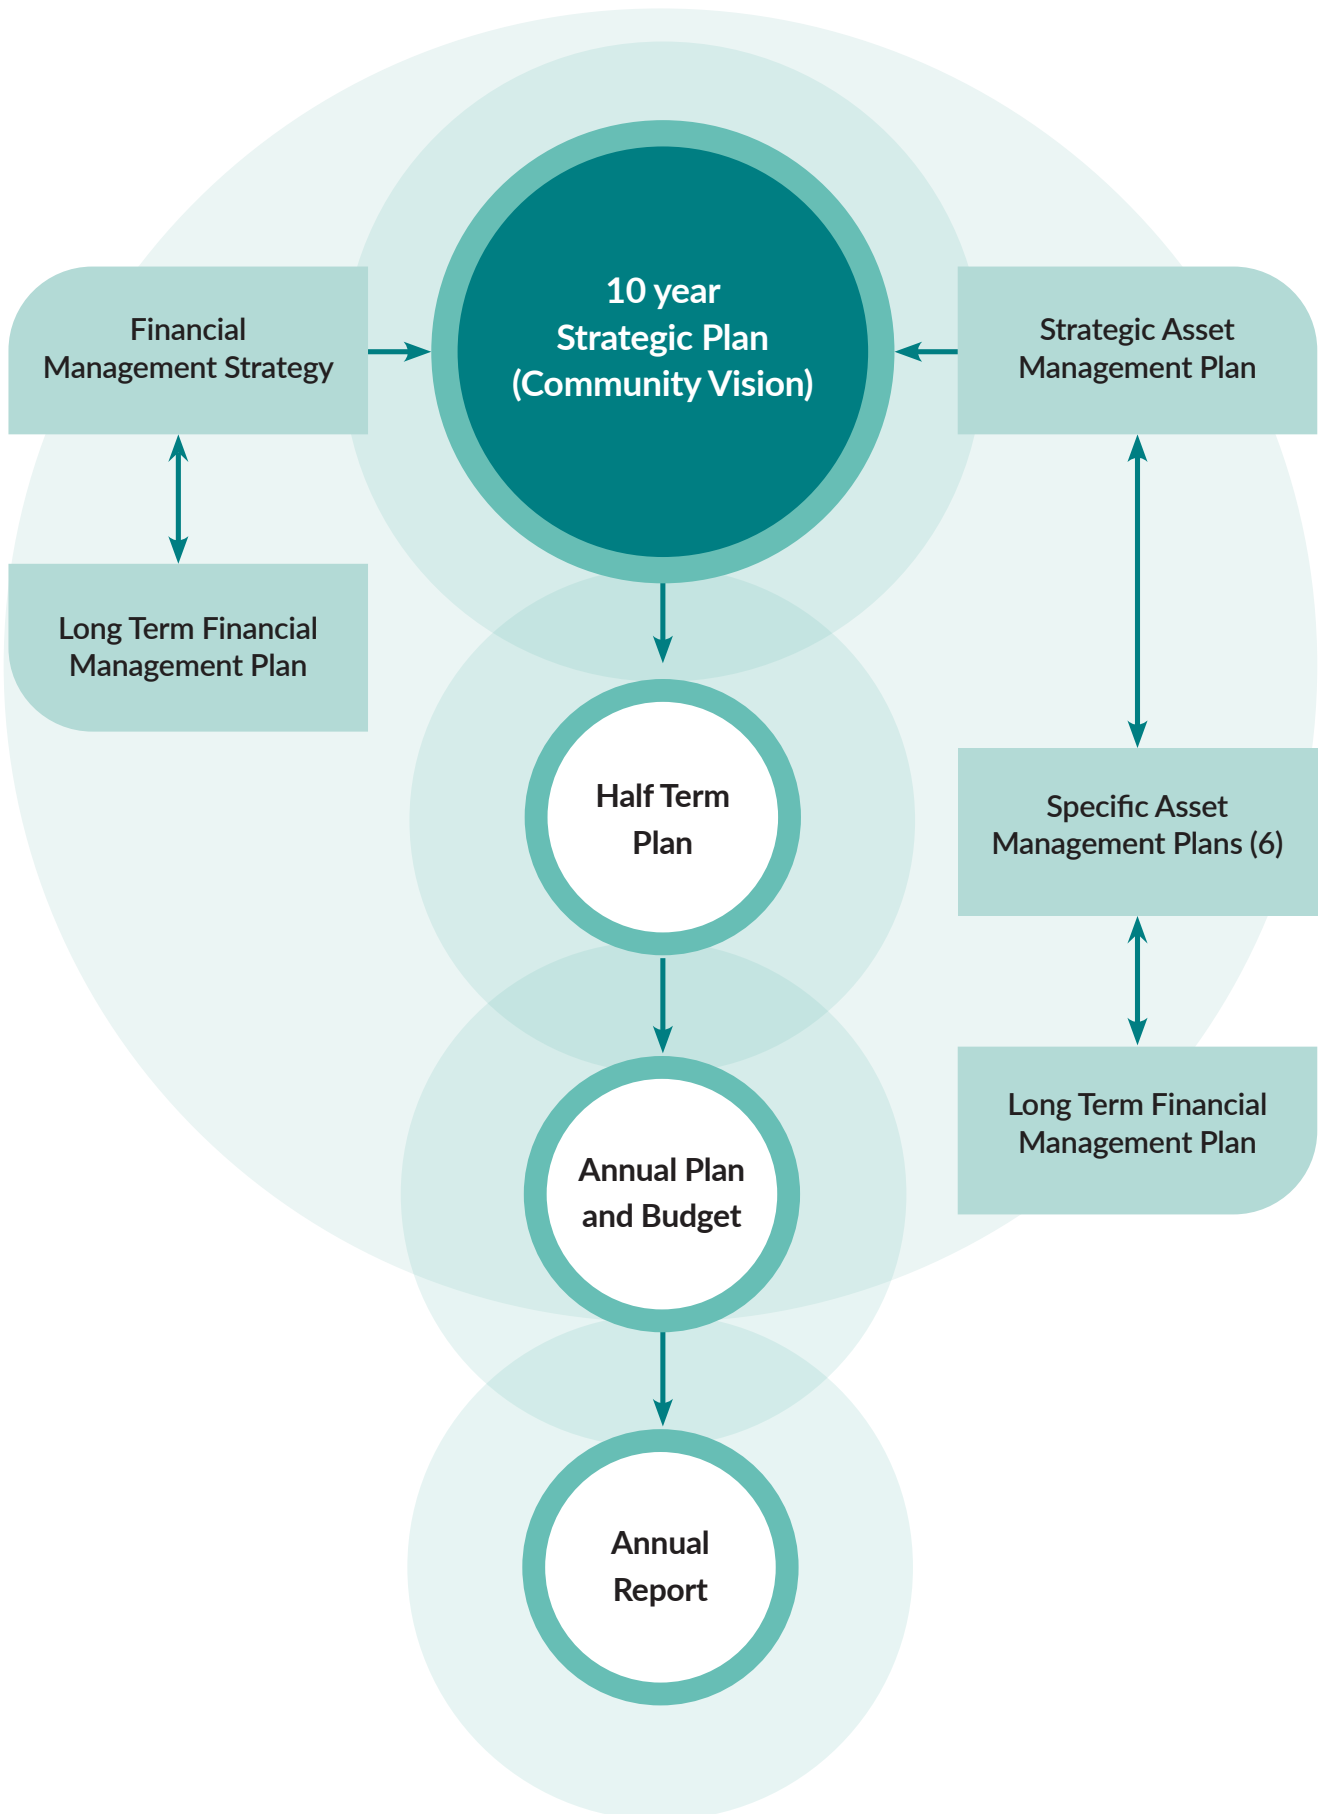 10 year
Strategic Plan
(Community Vision)
Financial
Management Strategy
Strategic Asset
Management Plan
Long Term Financial
Management Plan
Half Term
Plan
Specific Asset
Management Plans (6)
Long Term Financial
Management Plan
Annual Plan
and Budget
Annual
Report